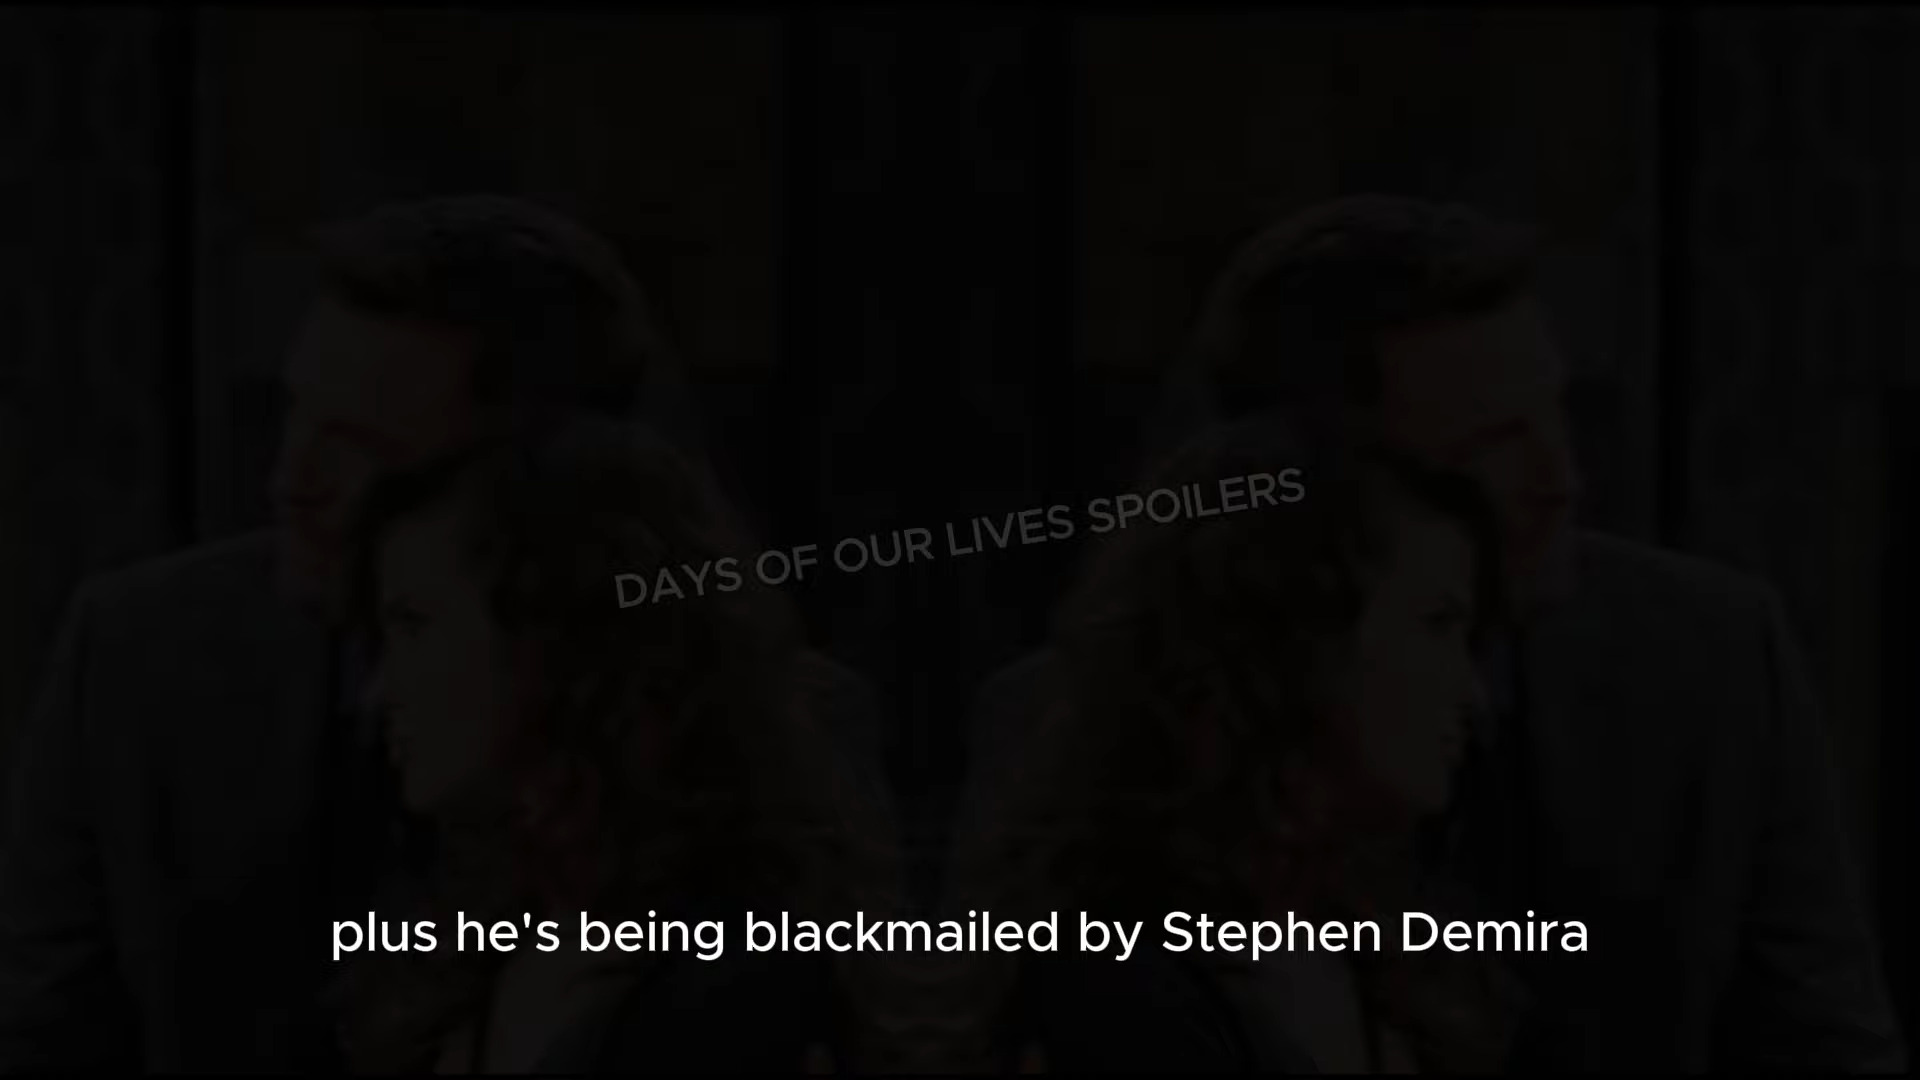 DAYS OF OUR LIVES SPOILERS
plus he's being blackmailed by Stephen Demira